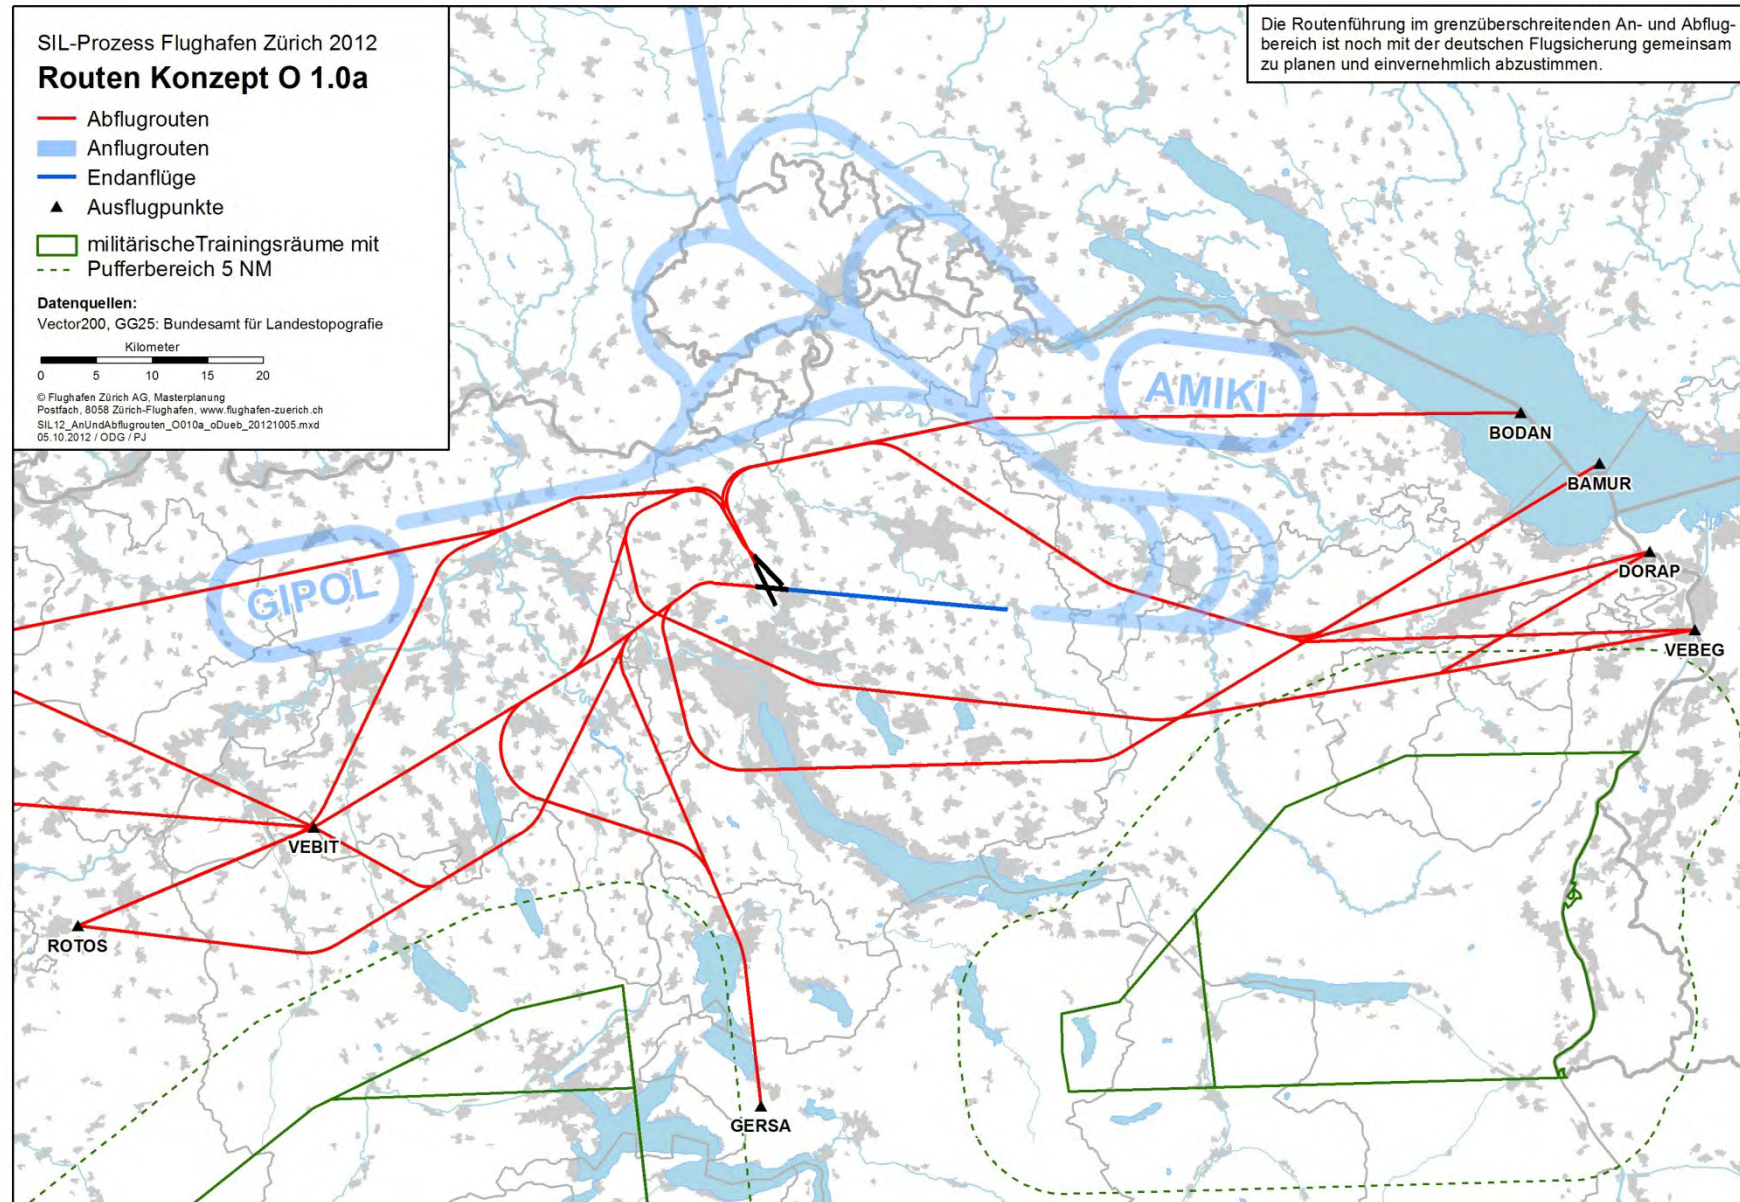 SIL-Prozess Flughafen Zürich 2012
Routen Konzept O 1.0a
Abflugrouten
Anflugrouten
Endanflüge
Ausflugpunkte
militärischeTrainingsräume mit
Pufferbereich 5 NM
Datenquellen:
Vector200, GG25: Bundesamt für Landestopografie
Kilometer
0 5 10 15 20
© Flughafen Zürich AG, Masterplanung
Postfach, 8058 Zürich-Flughafen, www.flughafen-zuerich.ch
SIL12_AnUndAbflugrouten_O010a_oDueb_20121005.mxd
05.10.2012 / ODG / PJ
Die Routenführung im grenzüberschreitenden An- und Abflug-
bereich ist noch mit der deutschen Flugsicherung gemeinsam
zu planen und einvernehmlich abzustimmen.
AMIKI
BODAN
BAMUR
DORAP
GIPOL
VEBEG
VEBIT
ROTOS
GERSA